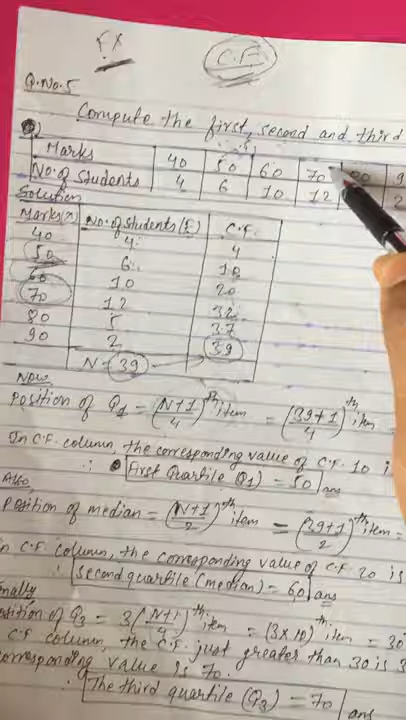 FX
C.F
Q.No.5
Compute the first, second and third
Marks 40 50 60 70 80 9
No. of Students 4 6 10 12 2
Solution
Marks(x) No. of Students (f) C.F.
40 4 4
50 6 10
60 10 20
70 12 32
80 5 37
90 2 39
N = 39
Now
Position of Q1 = (N+1/4)th item = (39+1/4)th item =
In C.F. column, the corresponding value of C.F. 10 is
∴ First Quartile (Q1) = 50 ans
Also
Position of median = (N+1/2)th item = (39+1/2)th item =
In C.F. column, the corresponding value of C.F. 20 is
∴ Second quartile (median) = 60 ans
Finally
Position of Q3 = 3(N+1/4)th item = (3×10)th item = 30
C.F column, the C.F. just greater than 30 is 3
corresponding value is 70.
∴ The third quartile (Q3) = 70 ans